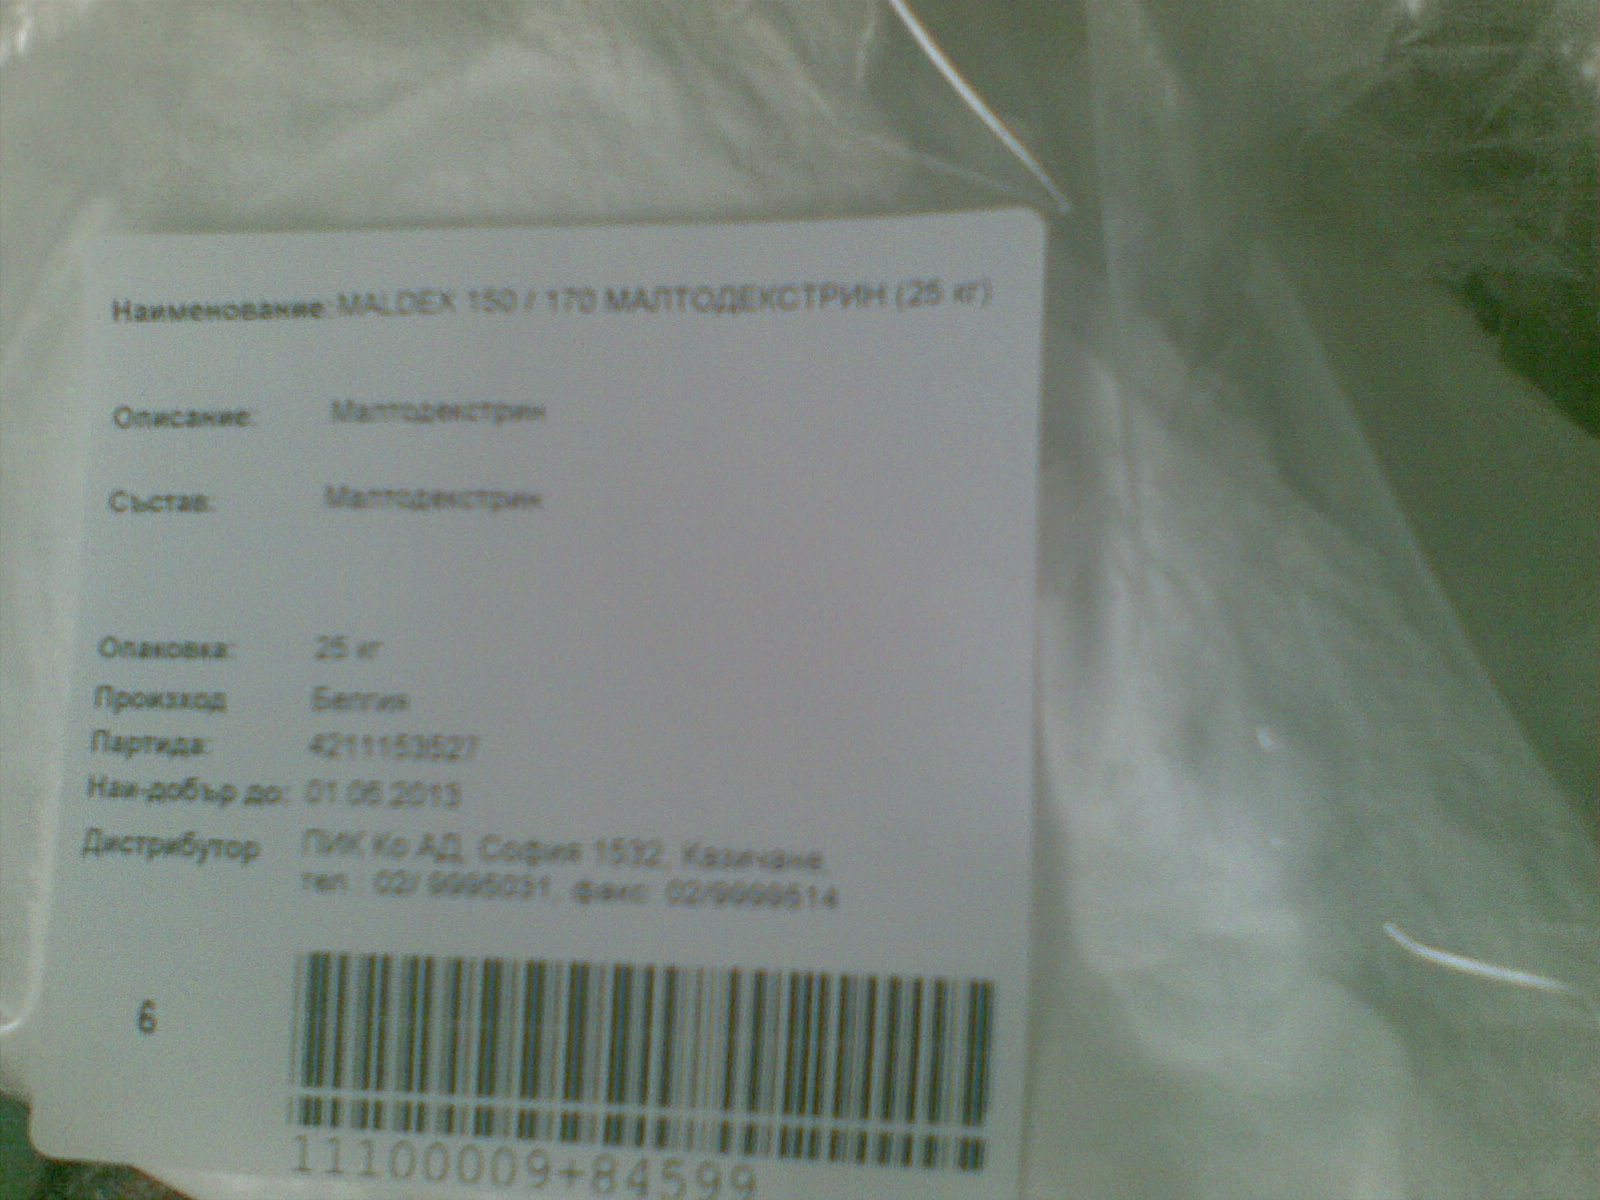 Наименование: MALDEX 150 / 170 МАЛТОДЕКСТРИН (25 кг)
Описание: Малтодекстрин
Състав: Малтодекстрин
Опаковка: 25 кг
Произход Белгия
Партида: 4211153527
Най-добър до: 01.06.2013
Дистрибутор ПИК Ко АД, София 1532, Казичане,
тел. 02/ 9995031, факс: 02/9999514
6
11100009+84599